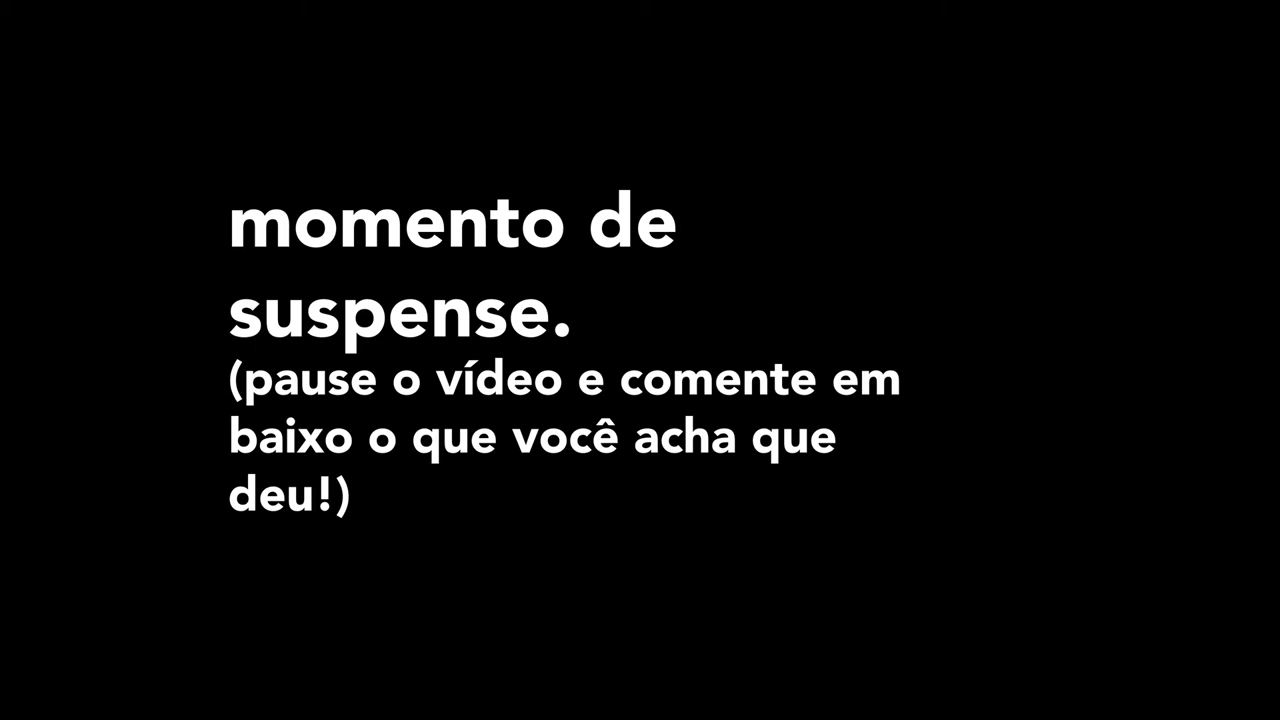 momento de
suspense.
(pause o vídeo e comente em
baixo o que você acha que
deu!)